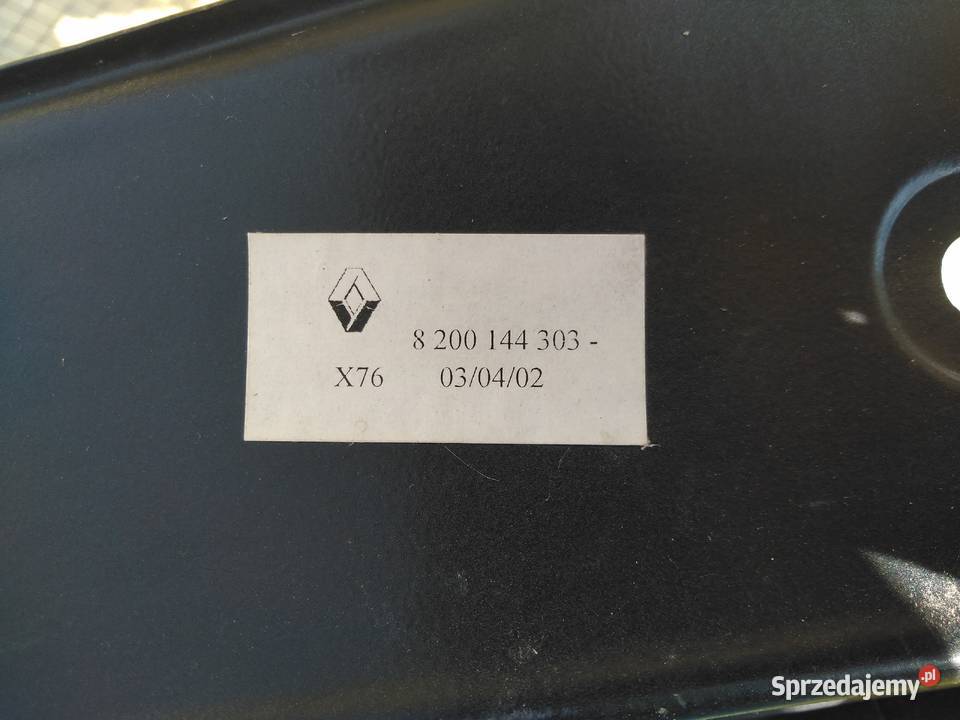 8 200 144 303 -
X76 03/04/02
Sprzedajemy.pl